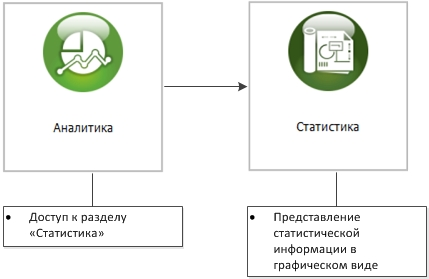 Аналитика
Статистика
• Доступ к разделу
«Статистика»
• Представление
статистической
информации в
графическом виде